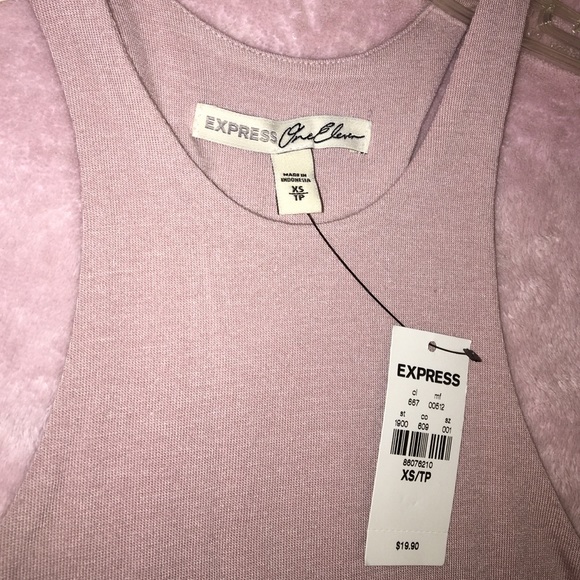 EXPRESS One Eleven
MADE IN
INDONESIA
XS
TP
EXPRESS
cl mf
667 00512
st co sz
1900 609 001
86076210
XS/TP
$19.90